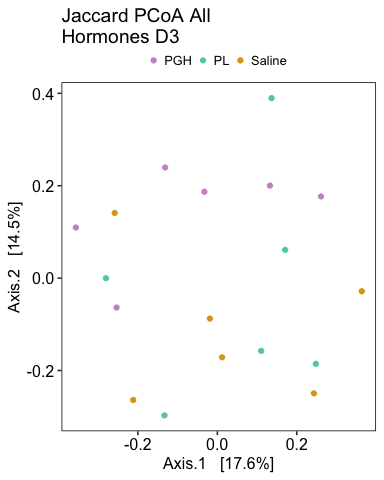 Jaccard PCoA All
Hormones D3
PGH PL Saline
0.4
0.2
0.0
-0.2
Axis.2 [14.5%]
-0.2 0.0 0.2
Axis.1 [17.6%]